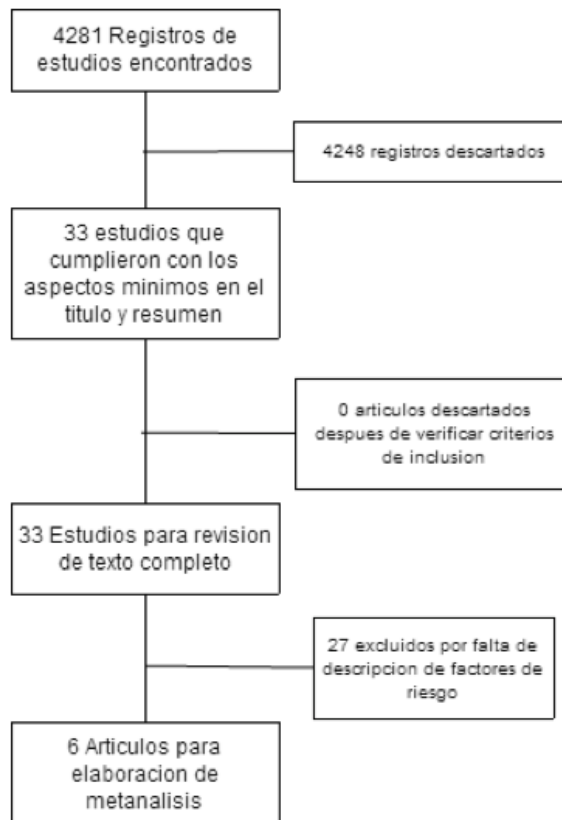 4281 Registros de
estudios encontrados
4248 registros descartados
33 estudios que
cumplieron con los
aspectos minimos en el
titulo y resumen
0 articulos descartados
despues de verificar criterios
de inclusion
33 Estudios para revision
de texto completo
27 excluidos por falta de
descripcion de factores de
riesgo
6 Articulos para
elaboracion de
metanalisis